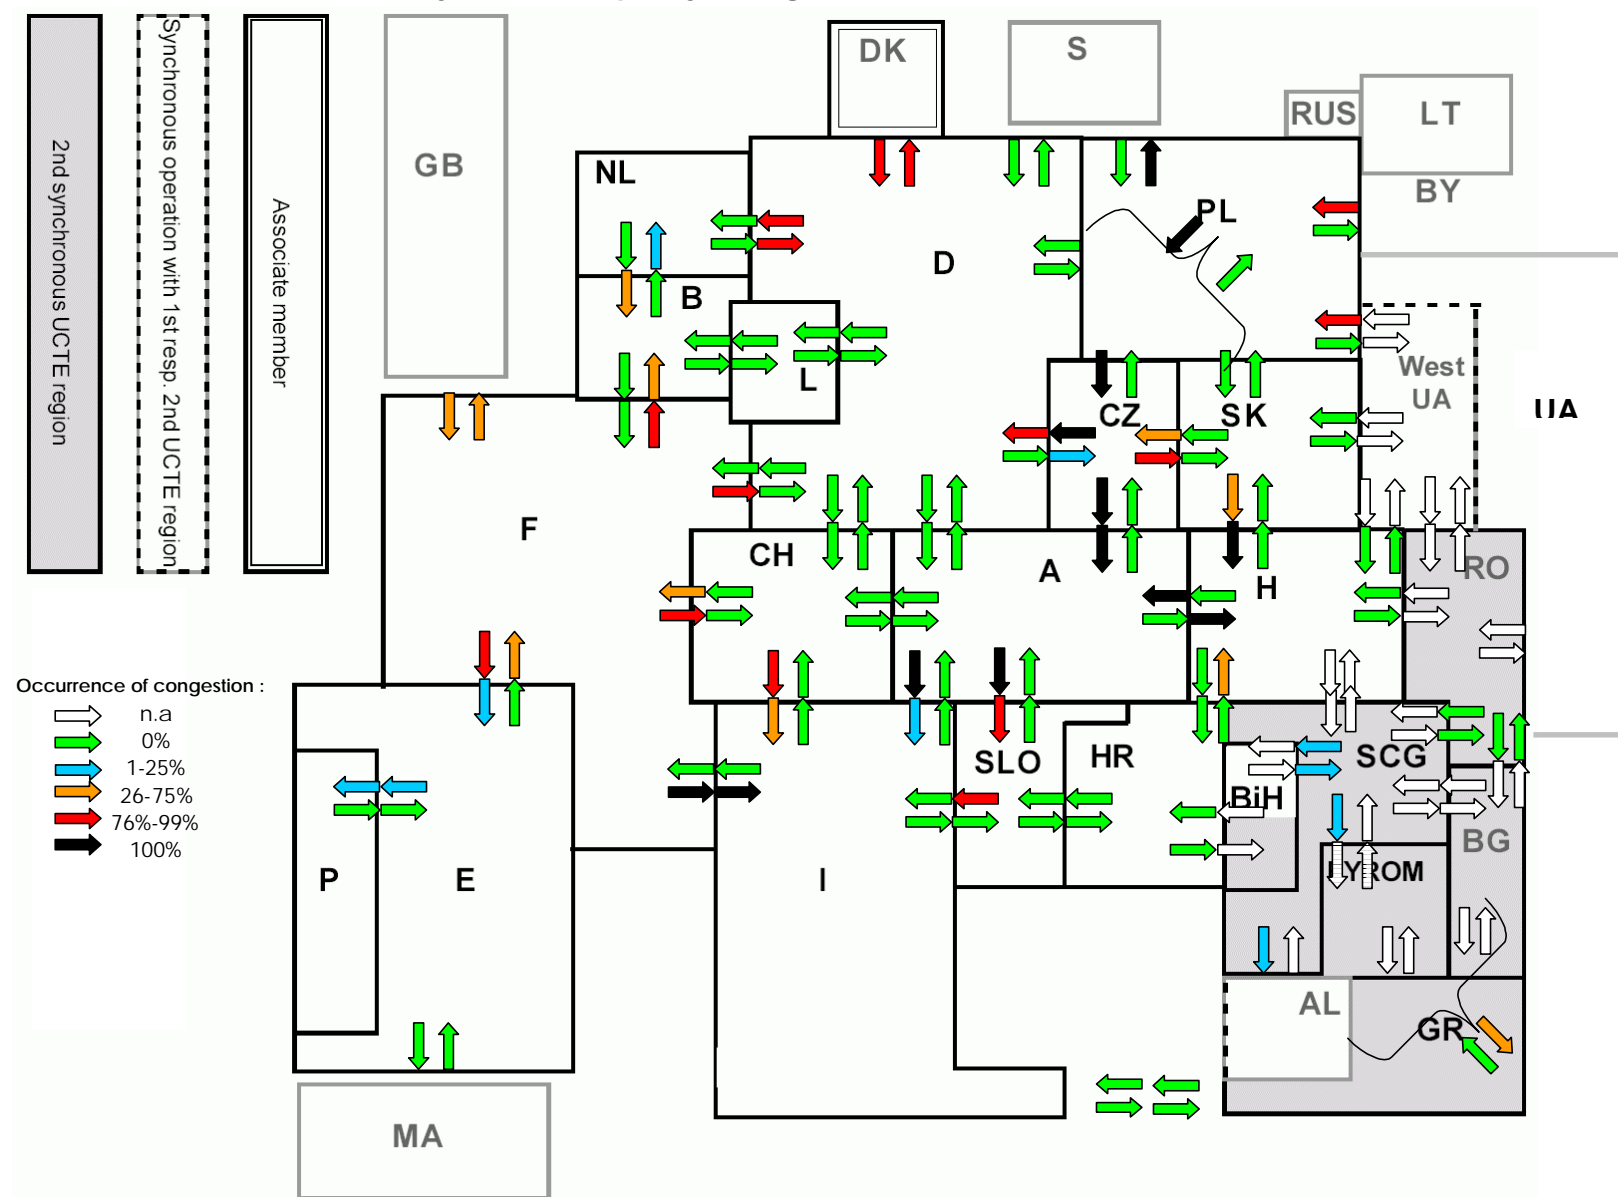 2nd synchronous UCTE region
Synchronous operation with 1st resp. 2nd UCTE region
Associate member
GB
DK
S
RUS
LT
BY
NL
PL
D
B
L
West
UA
UA
CZ
SK
F
CH
A
H
RO
Occurrence of congestion :
n.a
0%
1-25%
26-75%
76%-99%
100%
SLO
HR
SCG
BiH
BG
FYROM
P
E
I
AL
GR
MA